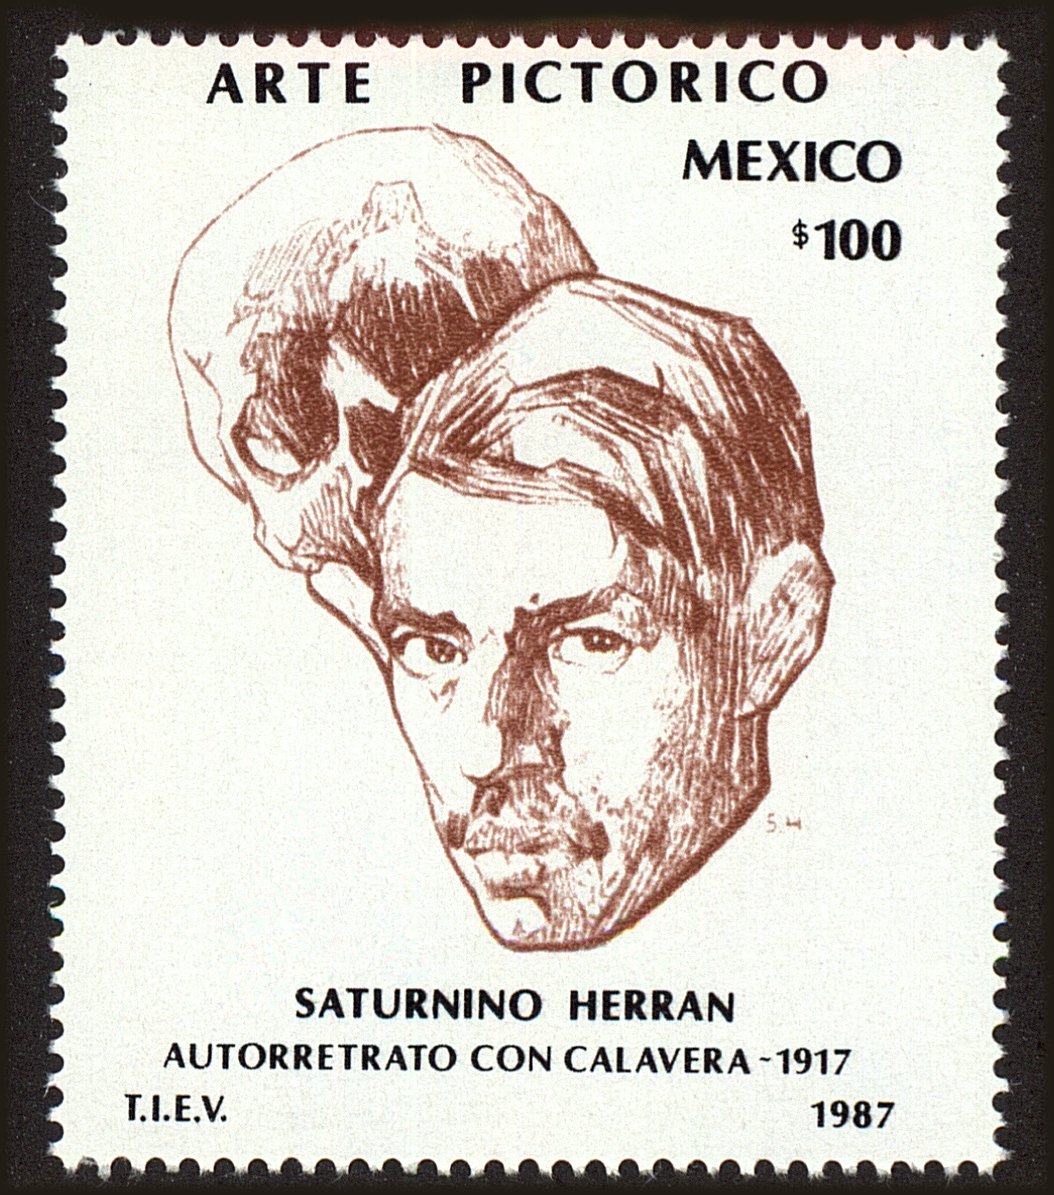 ARTE PICTORICO
MEXICO
$100
S.H.
SATURNINO HERRAN
AUTORRETRATO CON CALAVERA ~1917
T.I.E.V.
1987